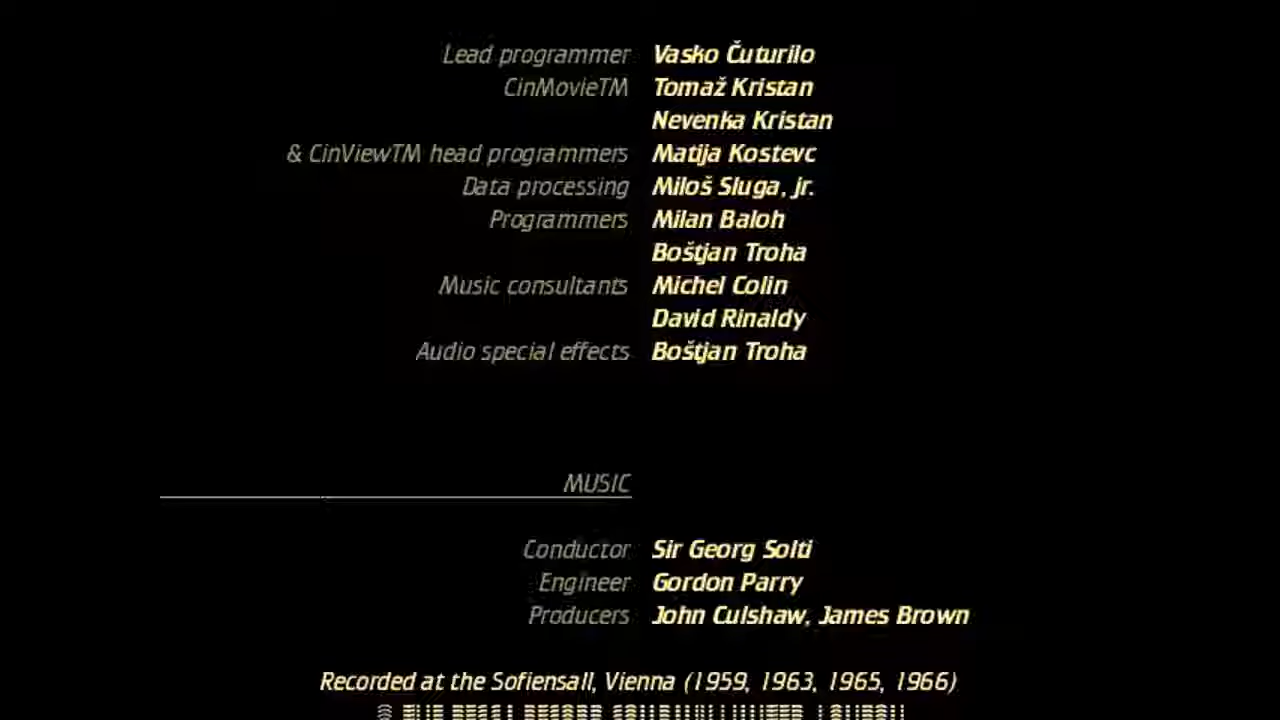 Lead programmer Vasko Čuturilo
CinMovieTM Tomaž Kristan
Nevenka Kristan
& CinViewTM head programmers Matija Kostevc
Data processing Miloš Sluga, jr.
Programmers Milan Baloh
Boštjan Troha
Music consultants Michel Colin
David Rinaldy
Audio special effects Boštjan Troha
MUSIC
Conductor Sir Georg Solti
Engineer Gordon Parry
Producers John Culshaw, James Brown
Recorded at the Sofiensall, Vienna (1959, 1963, 1965, 1966)